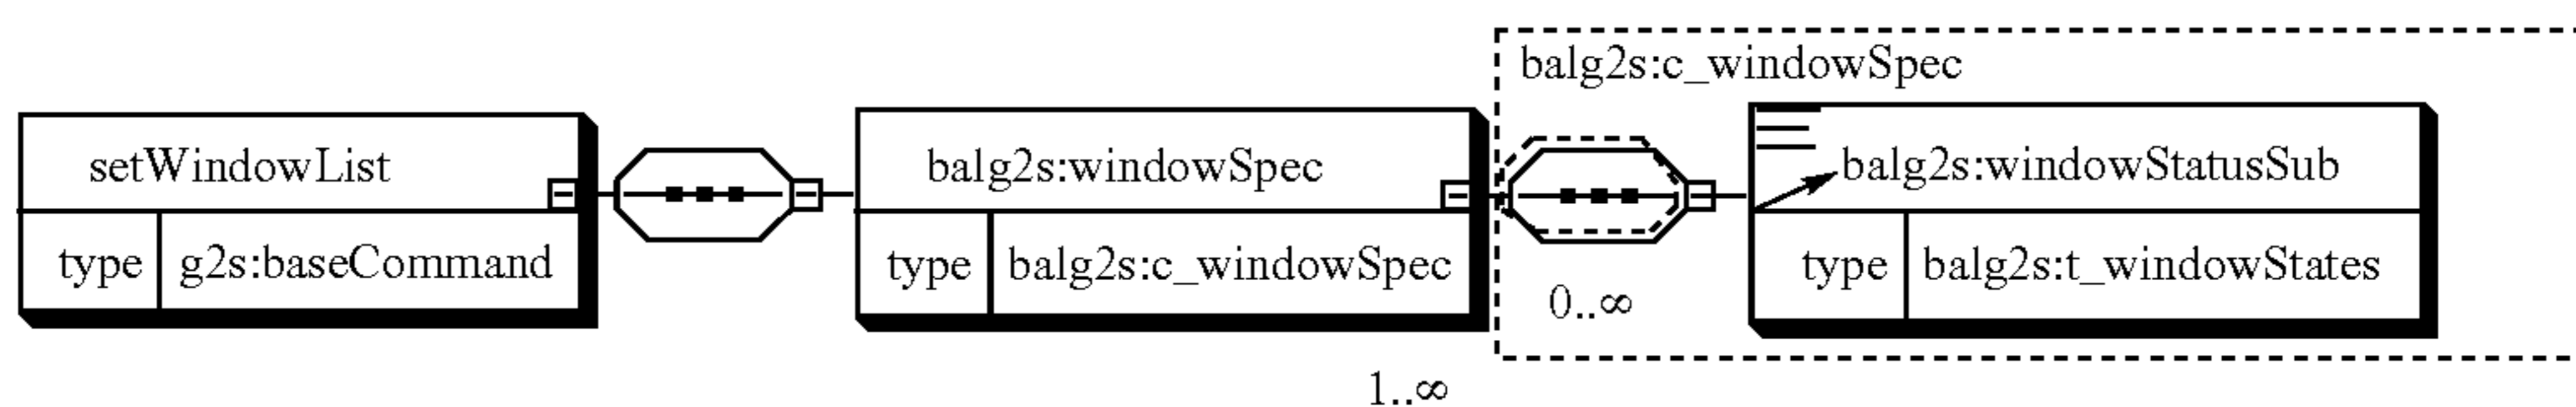 balg2s:c_windowSpec
setWindowList
balg2s:windowSpec
balg2s:windowStatusSub
type g2s:baseCommand
type balg2s:c_windowSpec
0..∞
type balg2s:t_windowStates
1..∞